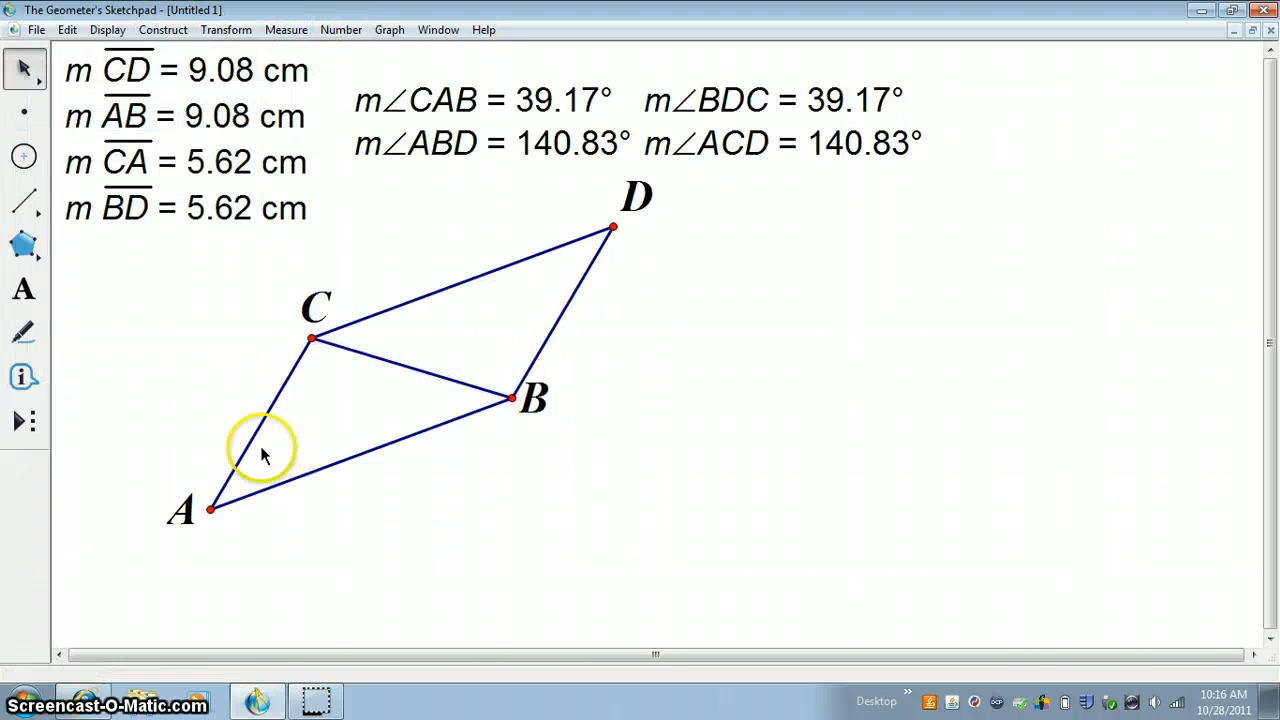 The Geometer's Sketchpad - [Untitled 1]
File Edit Display Construct Transform Measure Number Graph Window Help
m CD = 9.08 cm
m AB = 9.08 cm
m CA = 5.62 cm
m BD = 5.62 cm
m∠CAB = 39.17° m∠BDC = 39.17°
m∠ABD = 140.83° m∠ACD = 140.83°
D
C
B
A
A
Screencast-O-Matic.com
Desktop
10:16 AM
10/28/2011